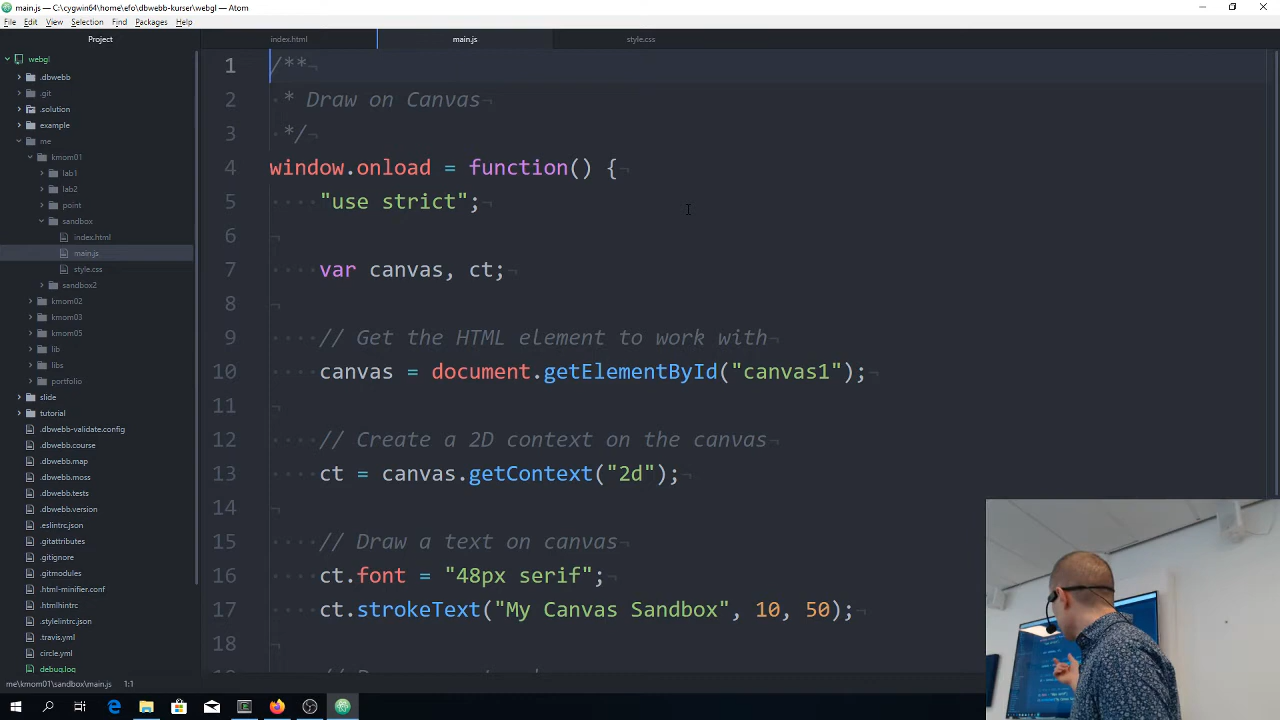 main.js — C:\cygwin64\home\efo\dbwebb-kurser\webgl — Atom
File Edit View Selection Find Packages Help
Project
index.html
main.js
style.css
webgl
.dbwebb
.git
.solution
example
me
kmom01
lab1
lab2
point
sandbox
index.html
main.js
style.css
sandbox2
kmom02
kmom03
kmom05
lib
libs
portfolio
slide
tutorial
.dbwebb-validate.config
.dbwebb.course
.dbwebb.map
.dbwebb.moss
.dbwebb.tests
.dbwebb.version
.eslintrc.json
.gitattributes
.gitignore
.gitmodules
.html-minifier.conf
.htmlhintrc
.stylelintrc.json
.travis.yml
circle.yml
debug.log
1 /**
2 * Draw on Canvas
3 */
4 window.onload = function() {
5 "use strict";
6
7 var canvas, ct;
8
9 // Get the HTML element to work with
10 canvas = document.getElementById("canvas1");
11
12 // Create a 2D context on the canvas
13 ct = canvas.getContext("2d");
14
15 // Draw a text on canvas
16 ct.font = "48px serif";
17 ct.strokeText("My Canvas Sandbox", 10, 50);
18
me\kmom01\sandbox\main.js 1:1